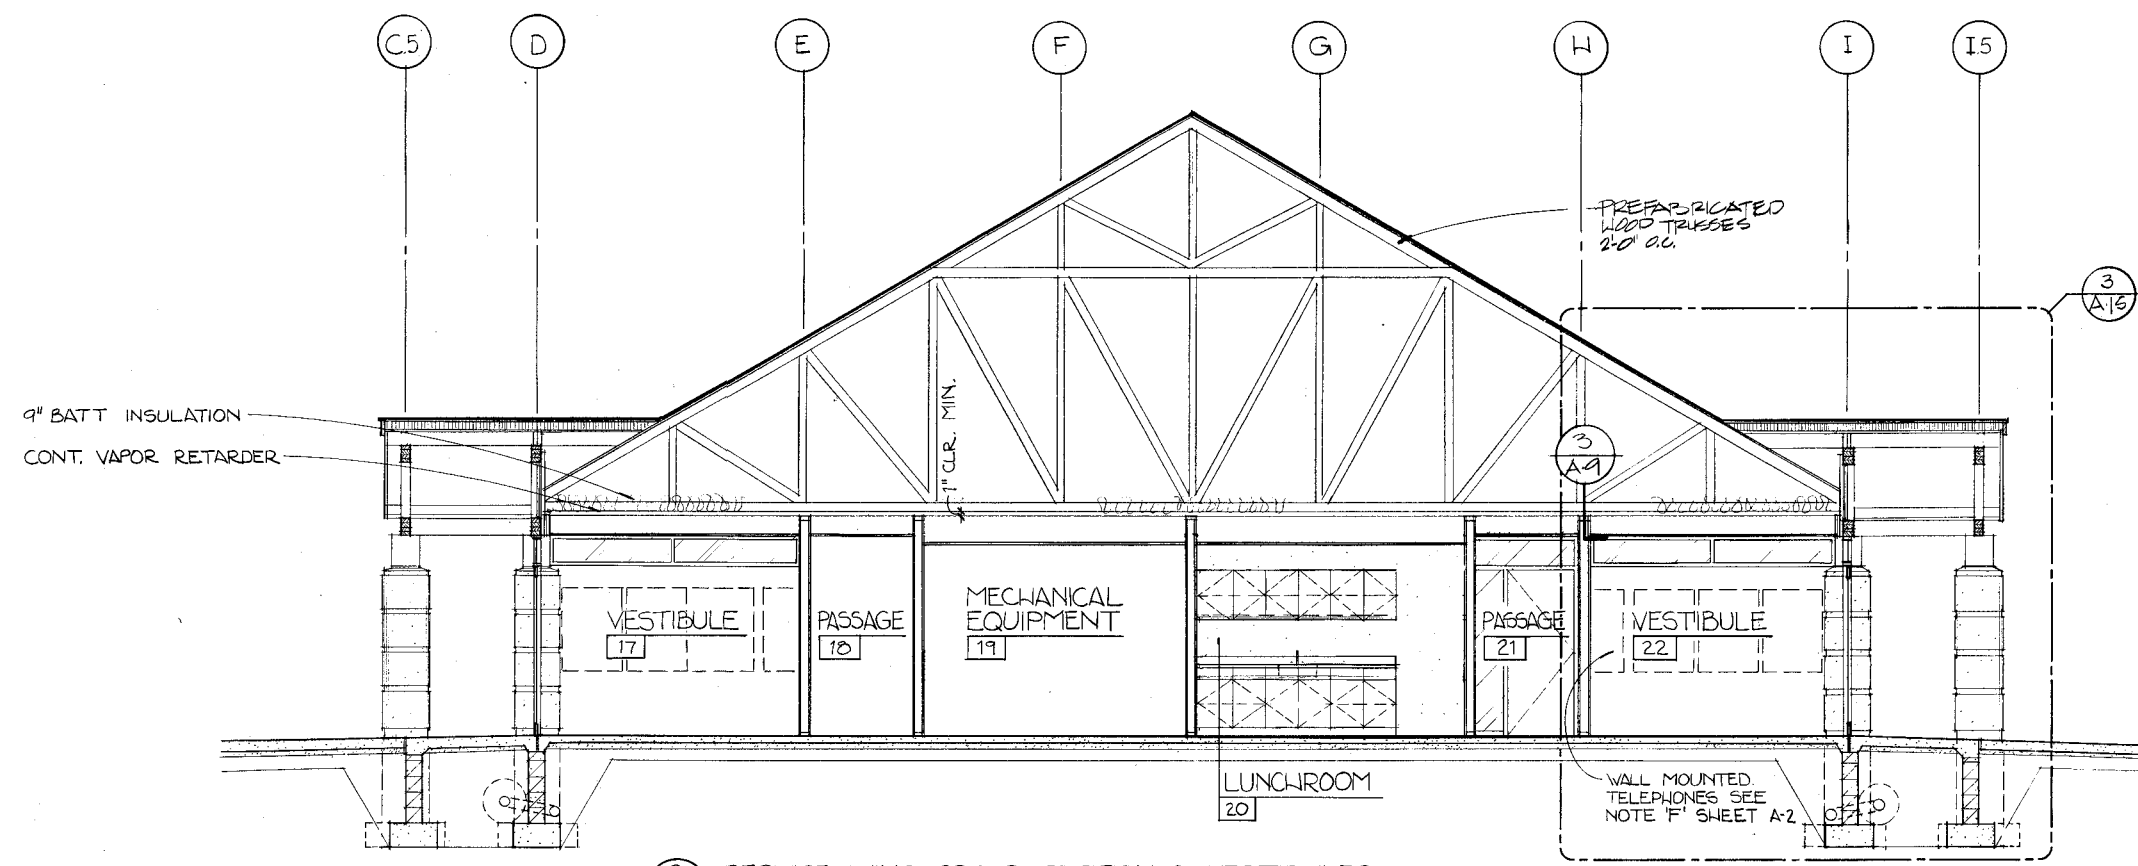 C.5 D E F G H I I.5
PREFABRICATED
WOOD TRUSSES
2'-0" O.C.
3
A-15
9" BATT INSULATION
CONT. VAPOR RETARDER
1" CLR. MIN.
3
A-9
VESTIBULE
17
PASSAGE
18
MECHANICAL
EQUIPMENT
19
PASSAGE
21
VESTIBULE
22
LUNCHROOM
20
WALL MOUNTED
TELEPHONES SEE
NOTE 'F' SHEET A-2